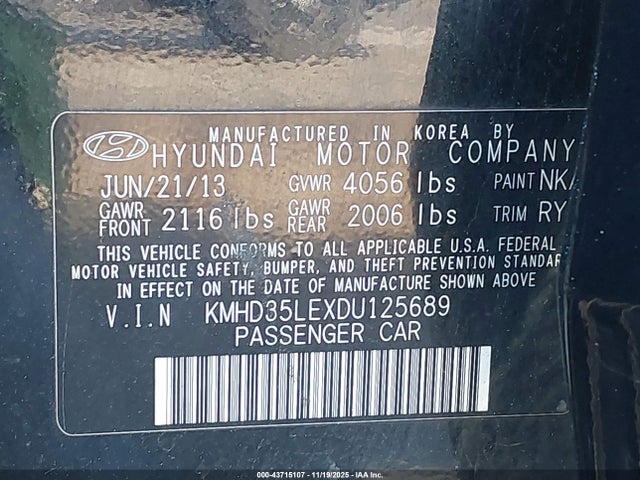 MANUFACTURED IN KOREA BY
HYUNDAI MOTOR COMPANY
JUN/21/13 GVWR 4056 lbs PAINT NKA
GAWR FRONT 2116 lbs GAWR REAR 2006 lbs TRIM RY
THIS VEHICLE CONFORMS TO ALL APPLICABLE U.S.A. FEDERAL
MOTOR VEHICLE SAFETY, BUMPER, AND THEFT PREVENTION STANDAR
IN EFFECT ON THE DATE OF MANUFACTURE SHOWN ABOVE
V.I.N KMHD35LEXDU125689
PASSENGER CAR
000-43715107 - 11/19/2025 - IAA Inc.